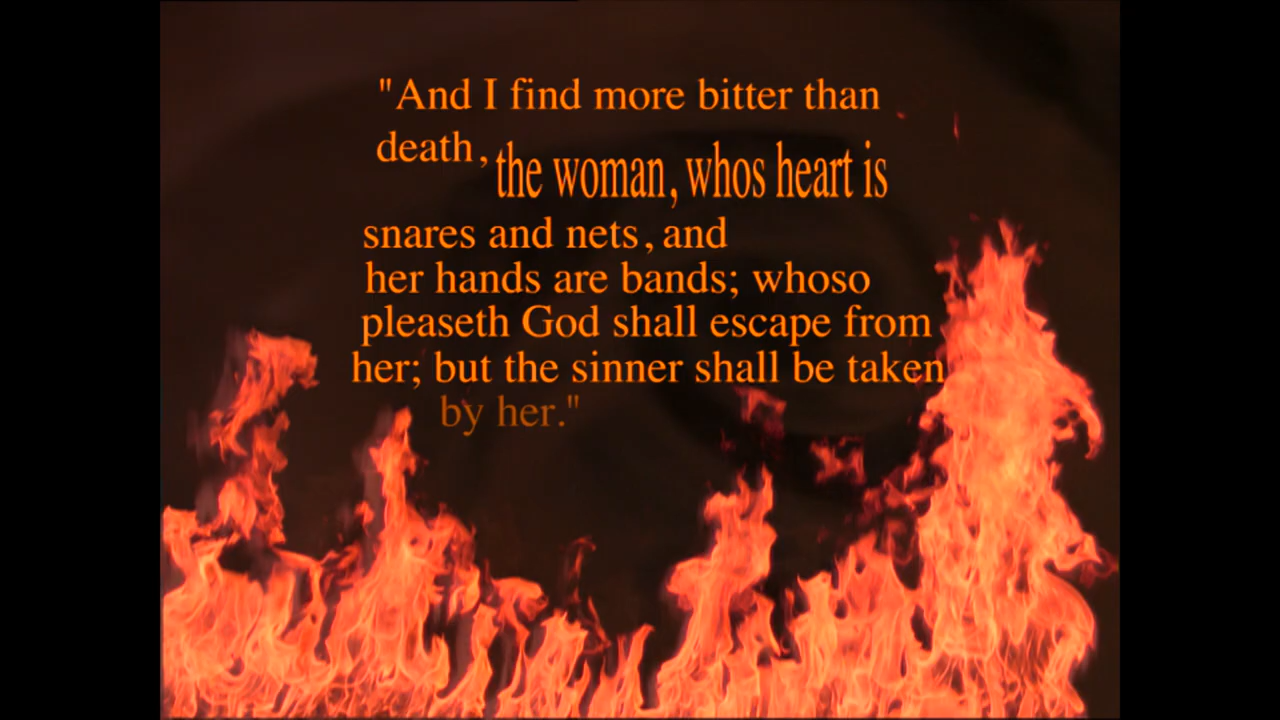 "And I find more bitter than
death, the woman, whos heart is
snares and nets, and
her hands are bands; whoso
pleaseth God shall escape from
her; but the sinner shall be taken
by her."